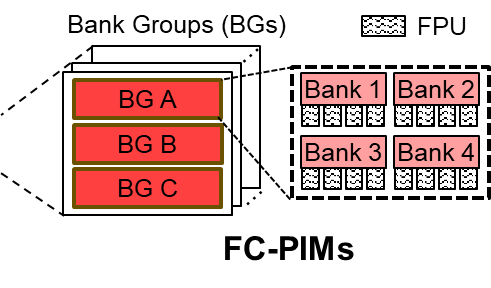 Bank Groups (BGs)
FPU
BG A
BG B
BG C
Bank 1
Bank 2
Bank 3
Bank 4
FC-PIMs